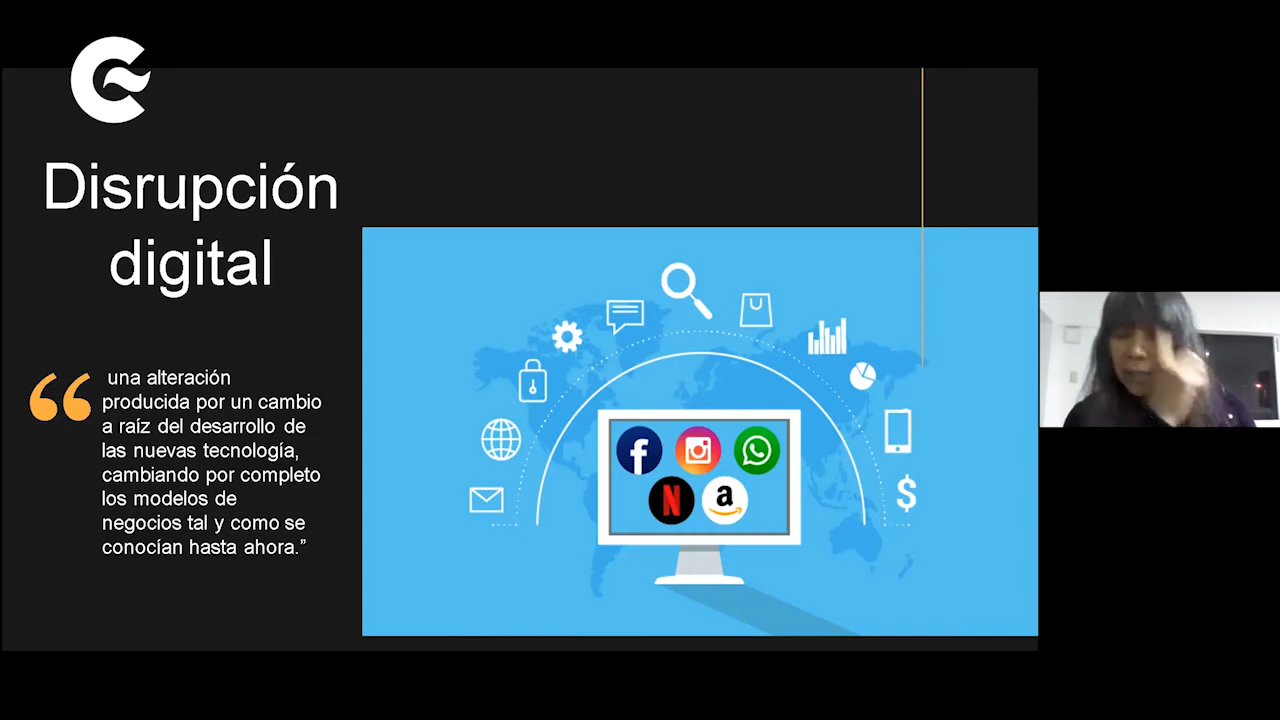 Disrupción
digital
“ una alteración
producida por un cambio
a raíz del desarrollo de
las nuevas tecnología,
cambiando por completo
los modelos de
negocios tal y como se
conocían hasta ahora.”
f
N
a
$